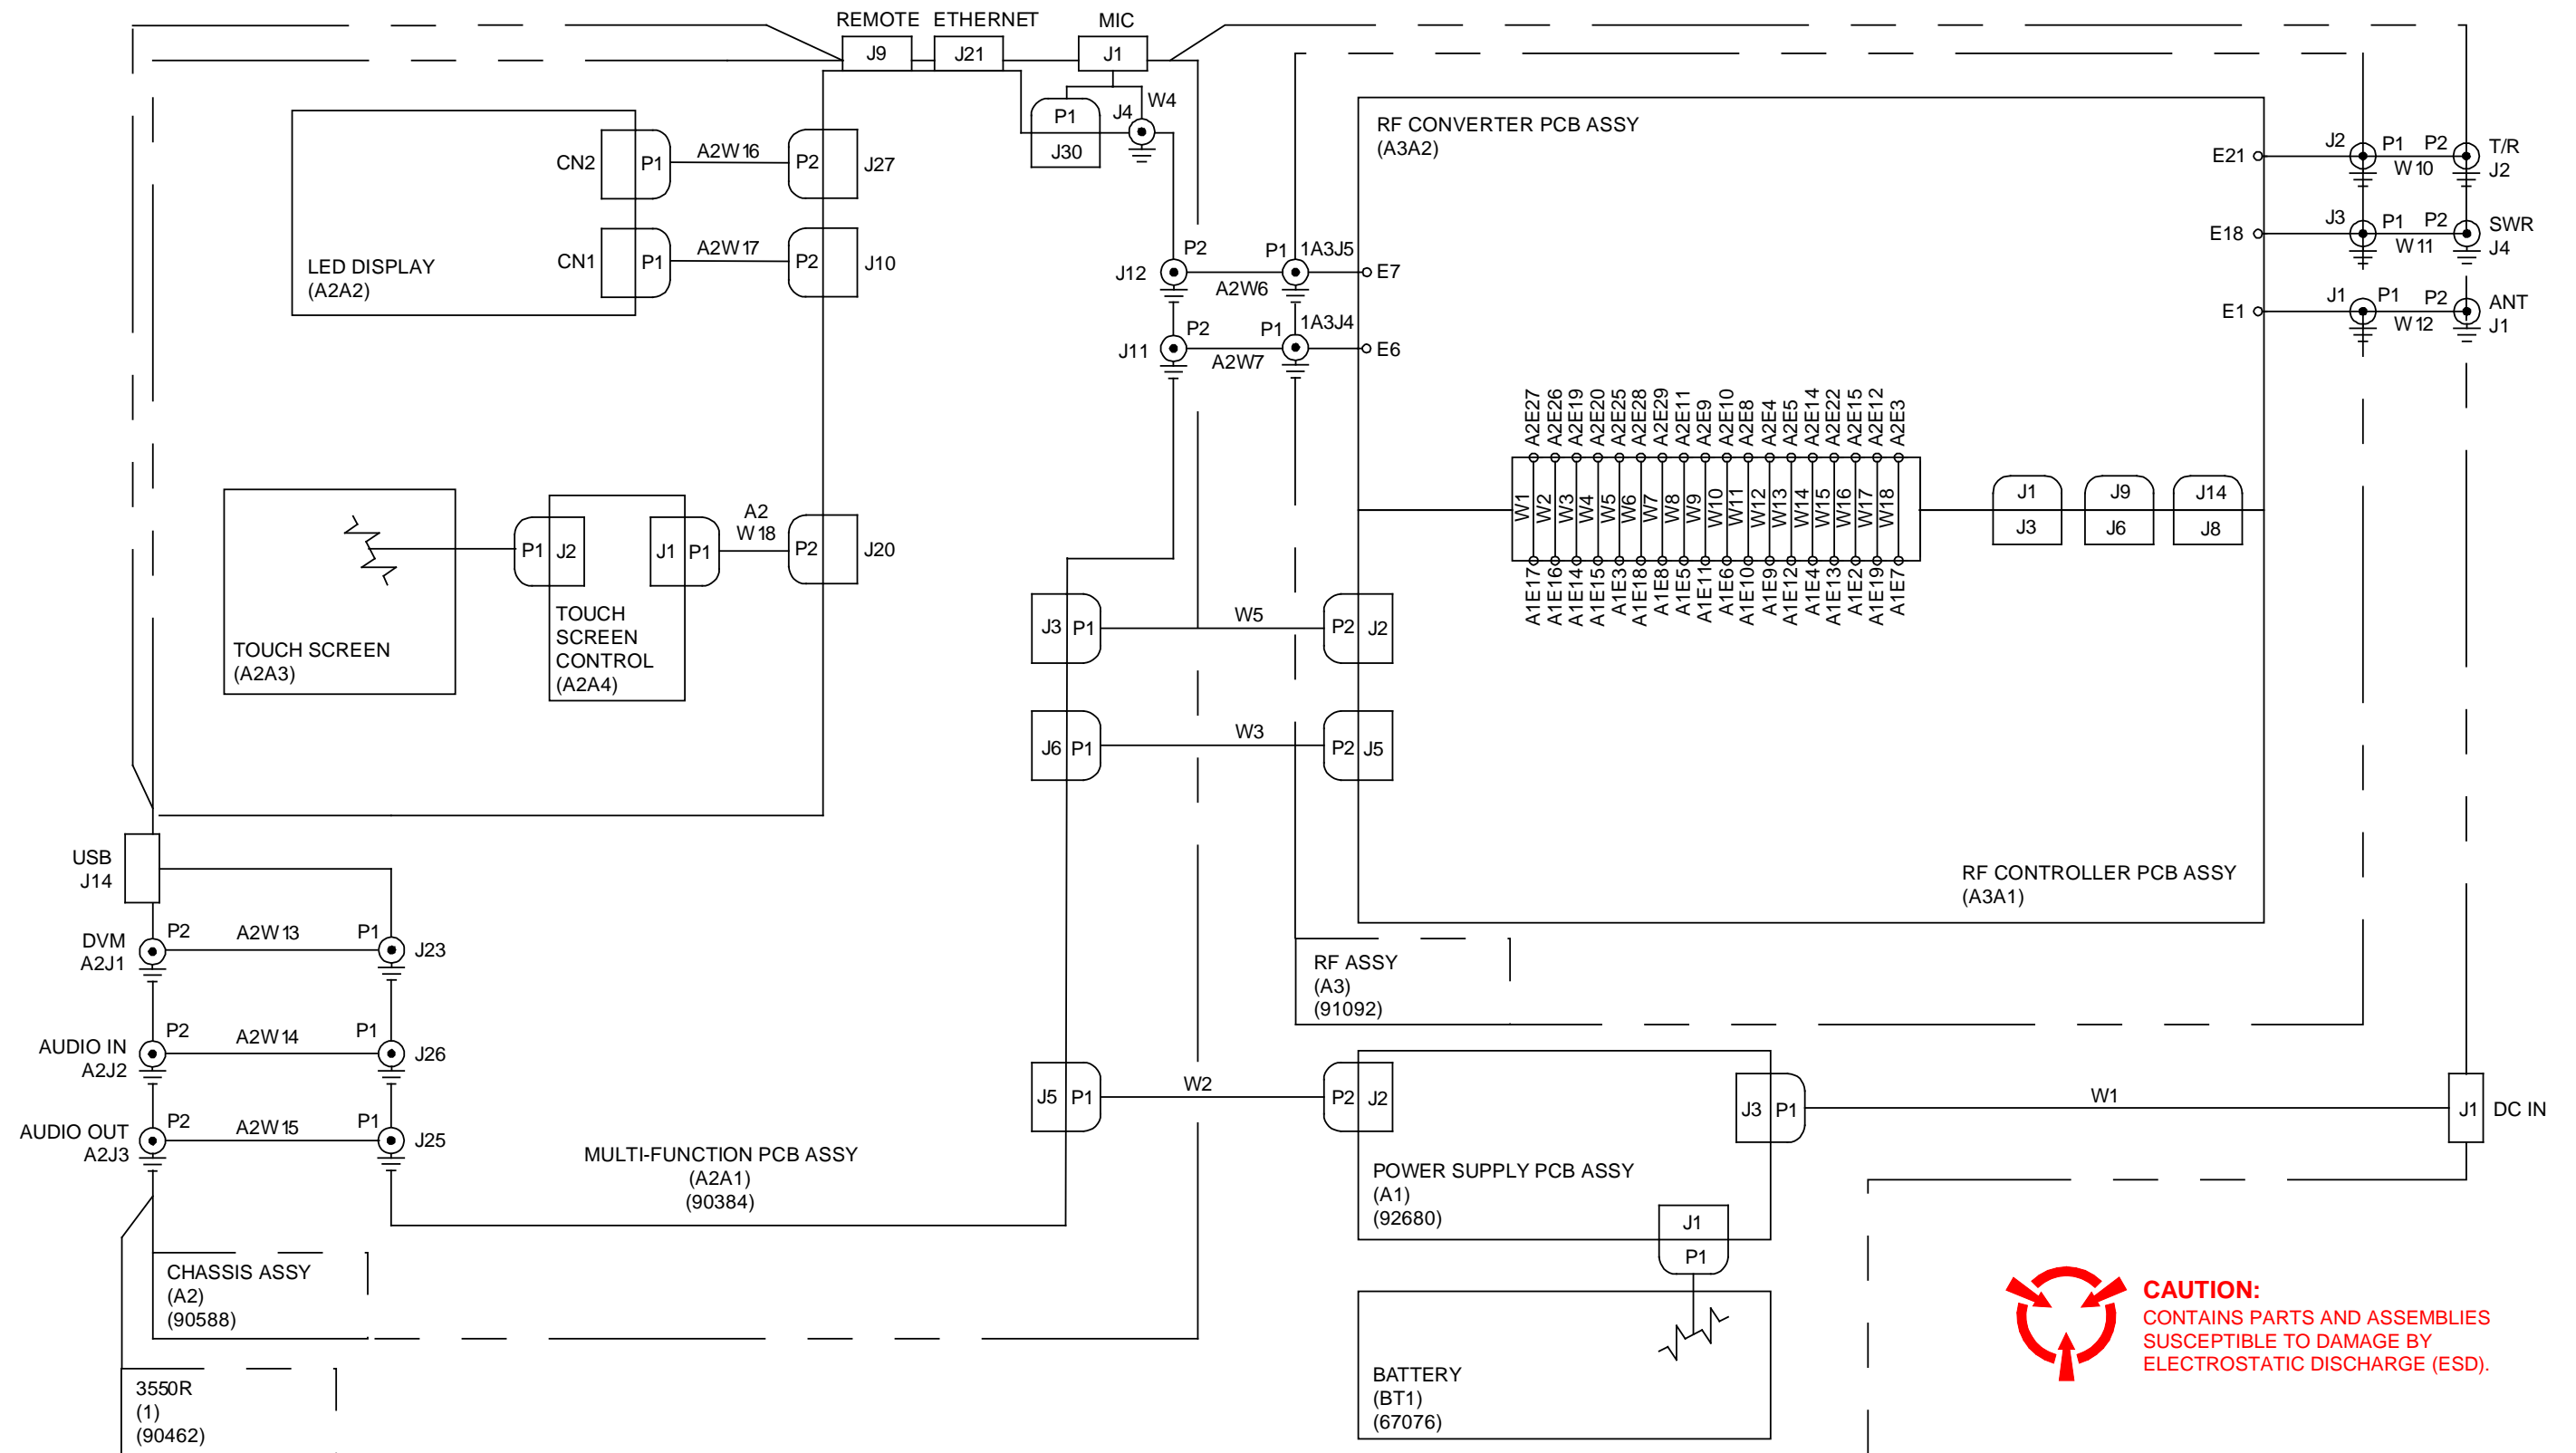 REMOTE ETHERNET MIC
J9 J21 J1
P1 J4 W4
J30
CN2 P1 A2W16 P2 J27
CN1 P1 A2W17 P2 J10
LED DISPLAY
(A2A2)
RF CONVERTER PCB ASSY
(A3A2)
E21 J2 P1 W10 P2 T/R
J2
E18 J3 P1 W11 P2 SWR
J4
E1 J1 P1 W12 P2 ANT
J1
J12 P2 A2W6 P1 1A3J5 E7
J11 P2 A2W7 P1 1A3J4 E6
A2E27 A2E26 A2E19 A2E20 A2E25 A2E28 A2E29 A2E11 A2E9 A2E10 A2E8 A2E4 A2E5 A2E14 A2E22 A2E15 A2E12 A2E3
W1 W2 W3 W4 W5 W6 W7 W8 W9 W10 W11 W12 W13 W14 W15 W16 W17 W18
A1E17 A1E16 A1E14 A1E15 A1E3 A1E18 A1E8 A1E5 A1E11 A1E6 A1E10 A1E9 A1E12 A1E4 A1E13 A1E2 A1E19 A1E7
J1 J9 J14
J3 J6 J8
P1 J2 J1 P1 A2
W18 P2 J20
TOUCH SCREEN
(A2A3)
TOUCH
SCREEN
CONTROL
(A2A4)
J3 P1 W5 P2 J2
J6 P1 W3 P2 J5
RF CONTROLLER PCB ASSY
(A3A1)
USB
J14
DVM
A2J1
P2 A2W13 P1 J23
AUDIO IN
A2J2
P2 A2W14 P1 J26
AUDIO OUT
A2J3
P2 A2W15 P1 J25
RF ASSY
(A3)
(91092)
J5 P1 W2 P2 J2
J3 P1 W1 J1 DC IN
MULTI-FUNCTION PCB ASSY
(A2A1)
(90384)
POWER SUPPLY PCB ASSY
(A1)
(92680)
J1
P1
CHASSIS ASSY
(A2)
(90588)
BATTERY
(BT1)
(67076)
3550R
(1)
(90462)
CAUTION:
CONTAINS PARTS AND ASSEMBLIES
SUSCEPTIBLE TO DAMAGE BY
ELECTROSTATIC DISCHARGE (ESD).